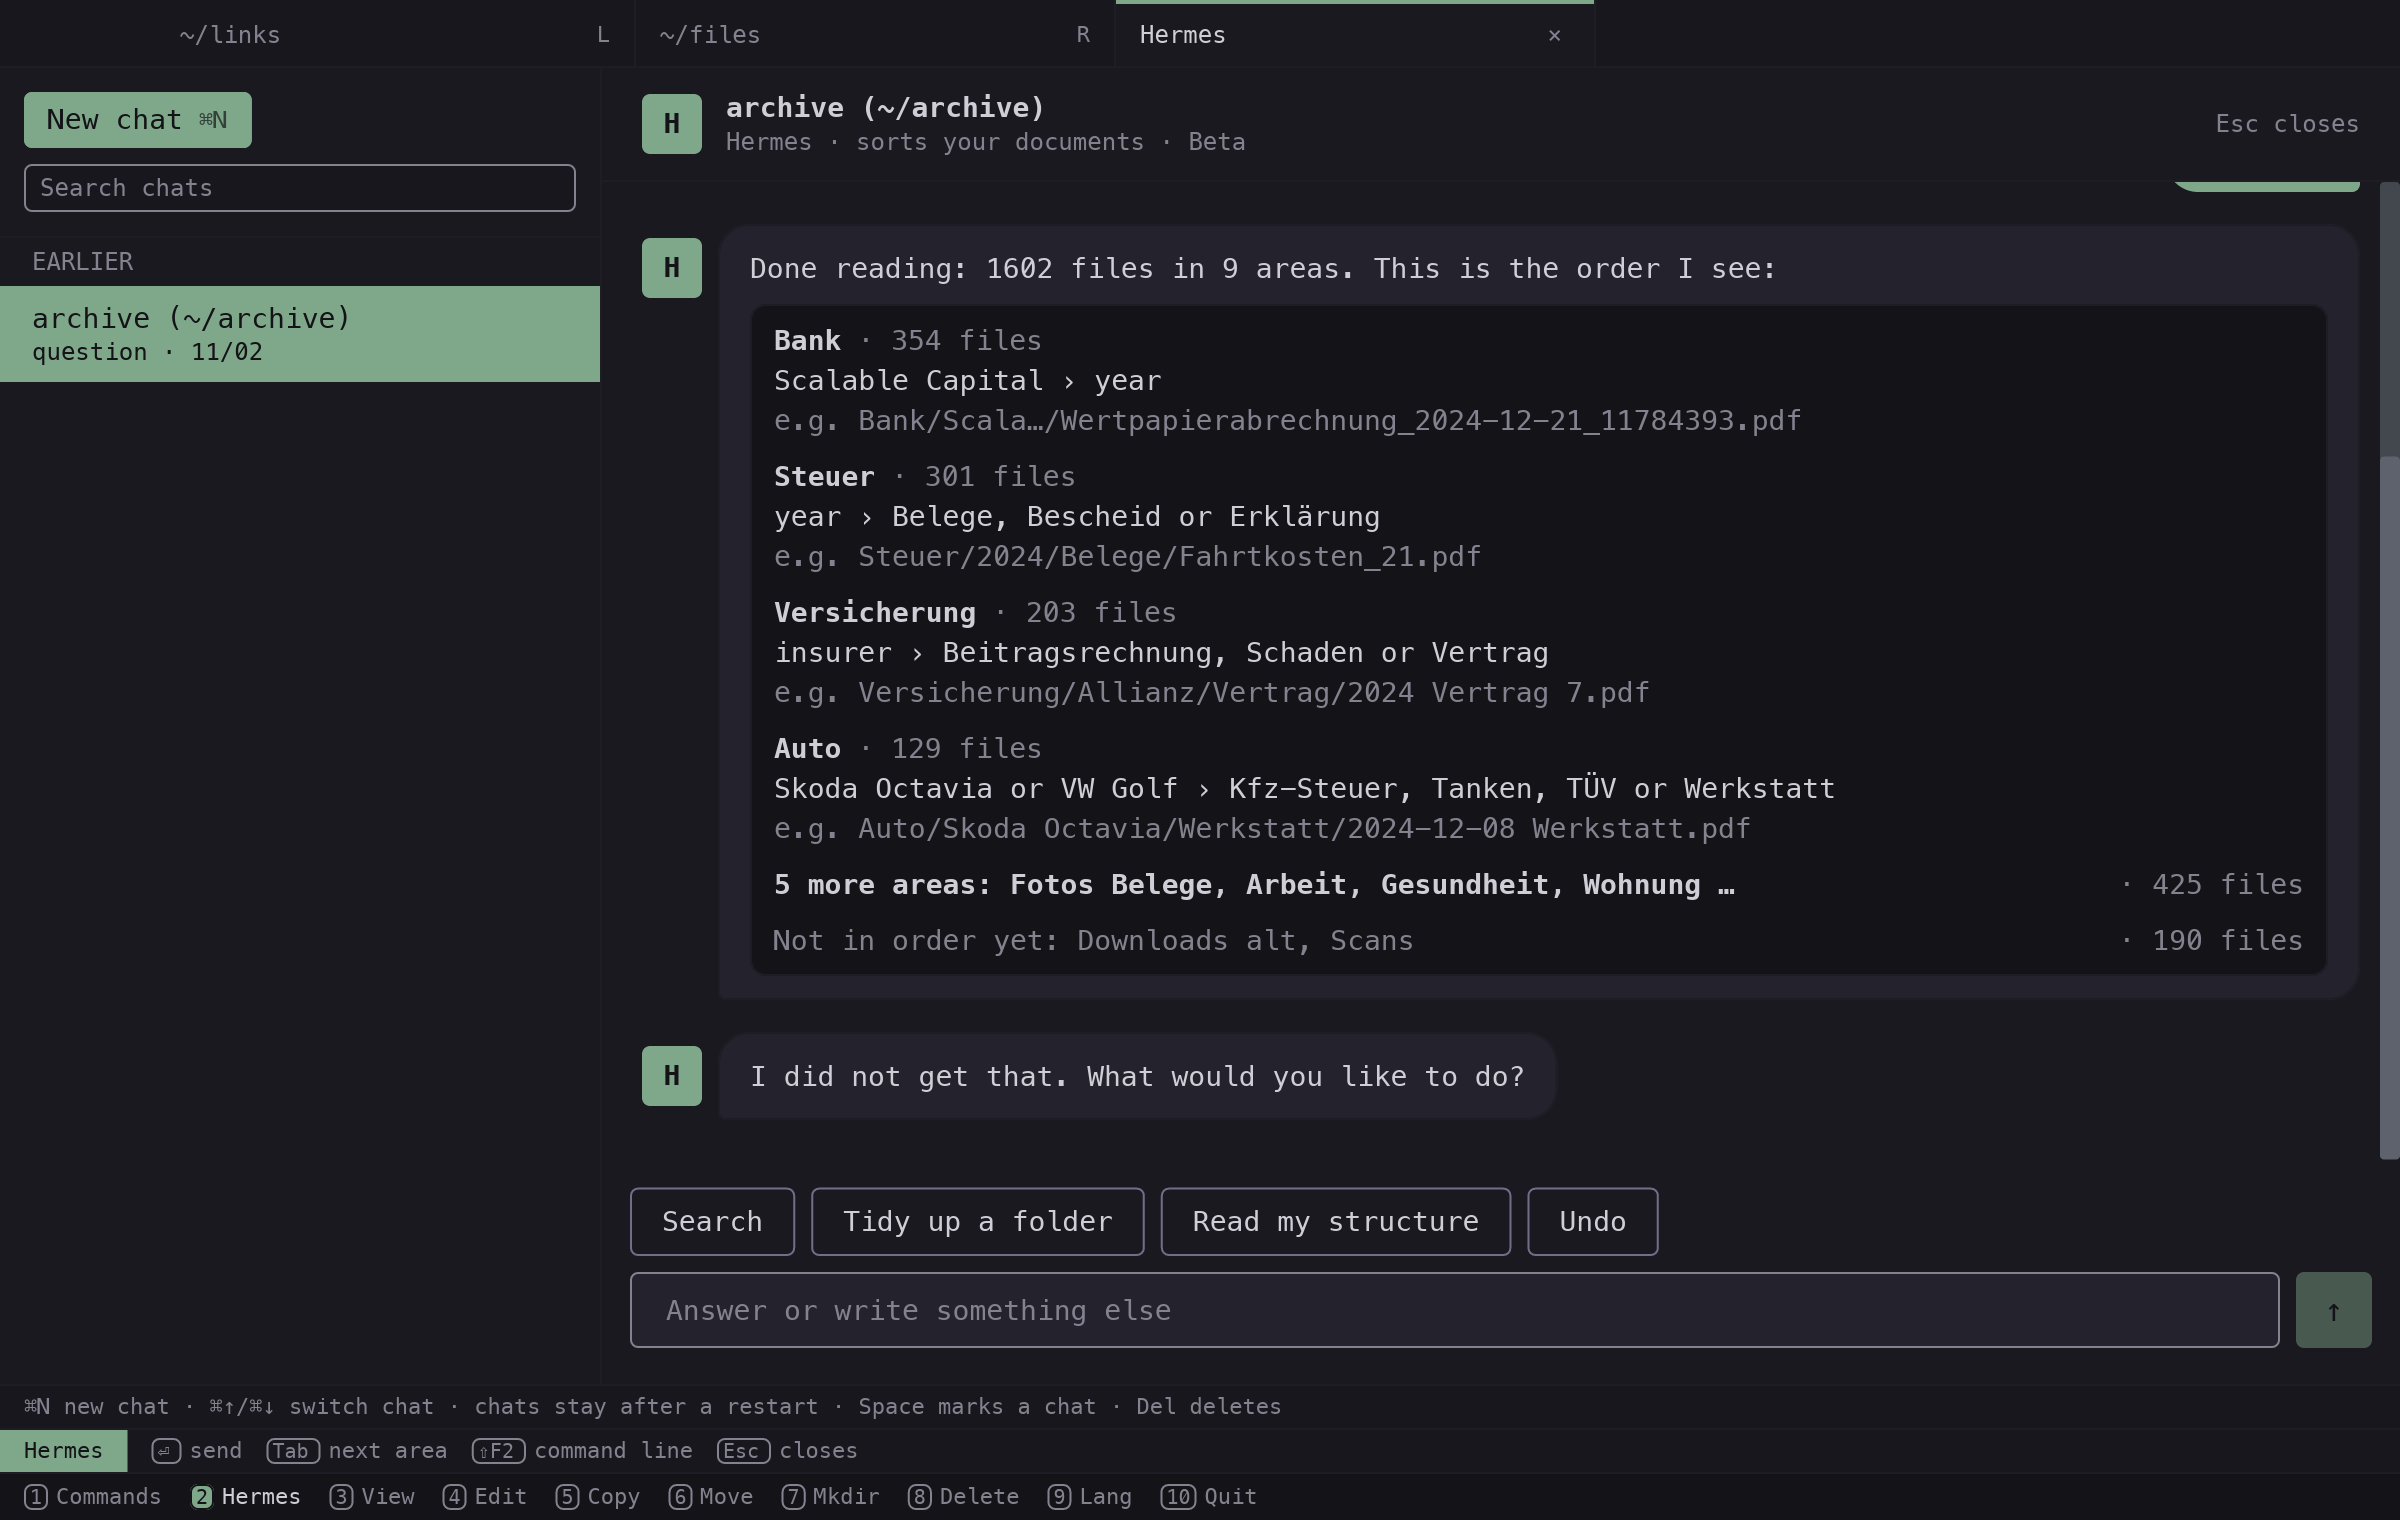 ~/links L ~/files R Hermes ×
New chat ⌘N
Search chats
EARLIER
archive (~/archive)
question · 11/02
H archive (~/archive)
Hermes · sorts your documents · Beta
Esc closes
H Done reading: 1602 files in 9 areas. This is the order I see:
Bank · 354 files
Scalable Capital › year
e.g. Bank/Scala…/Wertpapierabrechnung_2024-12-21_11784393.pdf
Steuer · 301 files
year › Belege, Bescheid or Erklärung
e.g. Steuer/2024/Belege/Fahrtkosten_21.pdf
Versicherung · 203 files
insurer › Beitragsrechnung, Schaden or Vertrag
e.g. Versicherung/Allianz/Vertrag/2024 Vertrag 7.pdf
Auto · 129 files
Skoda Octavia or VW Golf › Kfz-Steuer, Tanken, TÜV or Werkstatt
e.g. Auto/Skoda Octavia/Werkstatt/2024-12-08 Werkstatt.pdf
5 more areas: Fotos Belege, Arbeit, Gesundheit, Wohnung … · 425 files
Not in order yet: Downloads alt, Scans · 190 files
H I did not get that. What would you like to do?
Search Tidy up a folder Read my structure Undo
Answer or write something else ↑
⌘N new chat · ⌘↑/⌘↓ switch chat · chats stay after a restart · Space marks a chat · Del deletes
Hermes ⏎ send Tab next area ⇧F2 command line Esc closes
1 Commands 2 Hermes 3 View 4 Edit 5 Copy 6 Move 7 Mkdir 8 Delete 9 Lang 10 Quit